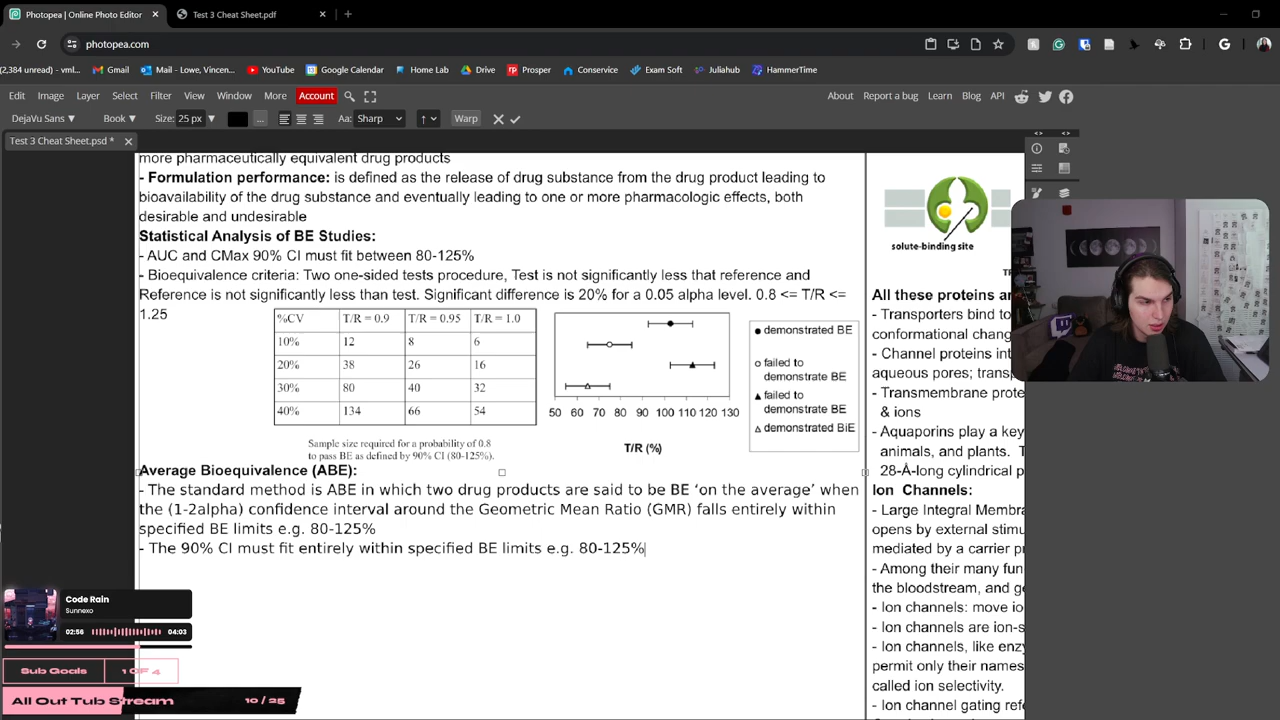 Photopea | Online Photo Editor
Test 3 Cheat Sheet.pdf
photopea.com
(2,384 unread) - vml...
Gmail
Mail - Lowe, Vincen...
YouTube
Google Calendar
Home Lab
Drive
Prosper
Conservice
Exam Soft
Juliahub
HammerTime
Edit Image Layer Select Filter View Window More Account
About Report a bug Learn Blog API
DejaVu Sans Book Size: 25 px ... Aa: Sharp Warp
Test 3 Cheat Sheet.psd *
more pharmaceutically equivalent drug products
- Formulation performance:
efined as the release of drug substance from the drug product leading to
bioavailability of the drug substance and eventually leading to one or more pharmacologic effects, both
desirable and undesirable
Statistical Analysis of BE Studies:
- AUC and CMax 90% CI must fit between 80-125%
- Bioequivalence criteria: Two one-sided tests procedure, Test is not significantly less that reference and
Reference is not significantly less than test. Significant difference is 20% for a 0.05 alpha level. 0.8 <= T/R <=
1.25
%CV T/R = 0.9 T/R = 0.95 T/R = 1.0
10% 12 8 6
20% 38 26 16
30% 80 40 32
40% 134 66 54
Sample size required for a probability of 0.8
to pass BE as defined by 90% CI (80-125%).
50 60 70 80 90 100 110 120 130
T/R (%)
demonstrated BE
failed to
demonstrate BE
failed to
demonstrate BE
demonstrated BiE
Average Bioequivalence (ABE):
- The standard method is ABE in which two drug products are said to be BE ‘on the average’ when
the (1-2alpha) confidence interval around the Geometric Mean Ratio (GMR) falls entirely within
specified BE limits e.g. 80-125%
- The 90% CI must fit entirely within specified BE limits e.g. 80-125%
solute-binding site
All these proteins a
- Transporters bind to
conformational chang
- Channel proteins int
aqueous pores; trans
- Transmembrane prote
& ions
- Aquaporins play a key
animals, and plants. T
28-Å-long cylindrical p
Ion Channels:
- Large Integral Membra
opens by external stimu
mediated by a carrier pr
- Among their many fun
the bloodstream, and ge
- Ion channels: move io
- Ion channels are ion-s
- Ion channels, like enzy
permit only their names
called ion selectivity.
- Ion channel gating refe
Code Rain
Sunnexo
02:56
04:03
Sub Goals
1 OF 4
All Out Tub Stream
10 / 25